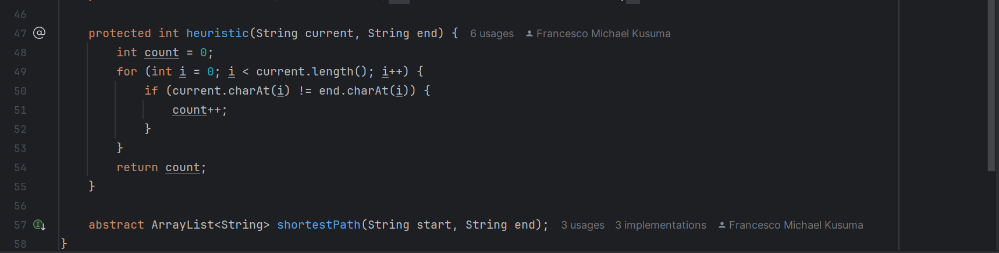 46
47 @ protected int heuristic(String current, String end) { 6 usages Francesco Michael Kusuma
48 int count = 0;
49 for (int i = 0; i < current.length(); i++) {
50 if (current.charAt(i) != end.charAt(i)) {
51 count++;
52 }
53 }
54 return count;
55 }
56
57 I abstract ArrayList<String> shortestPath(String start, String end); 3 usages 3 implementations Francesco Michael Kusuma
58 }